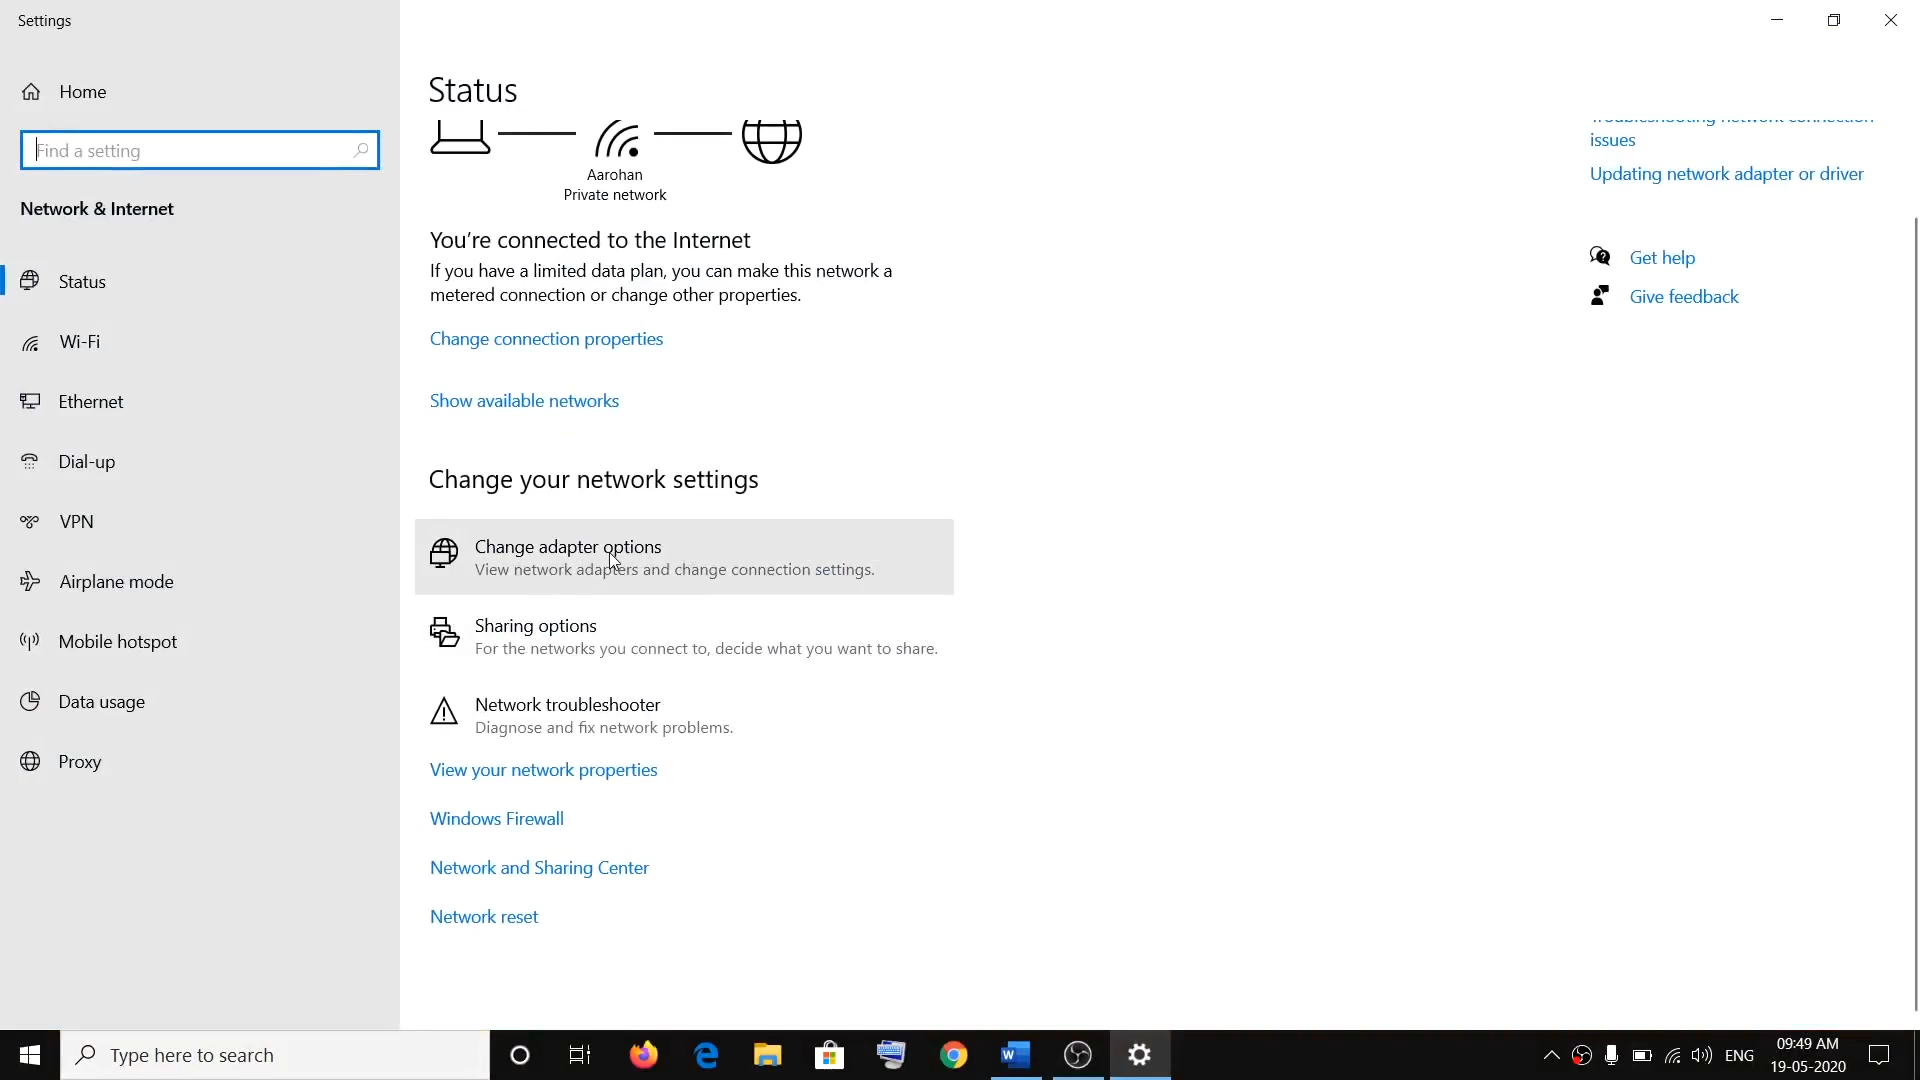 Settings
Home
Find a setting
Network & Internet
Status
Wi-Fi
Ethernet
Dial-up
VPN
Airplane mode
Mobile hotspot
Data usage
Proxy
Status
Aarohan
Private network
You're connected to the Internet
If you have a limited data plan, you can make this network a
metered connection or change other properties.
Change connection properties
Show available networks
Change your network settings
Change adapter options
View network adapters and change connection settings.
Sharing options
For the networks you connect to, decide what you want to share.
Network troubleshooter
Diagnose and fix network problems.
View your network properties
Windows Firewall
Network and Sharing Center
Network reset
Troubleshooting network connection
issues
Updating network adapter or driver
Get help
Give feedback
Type here to search
ENG
09:49 AM
19-05-2020